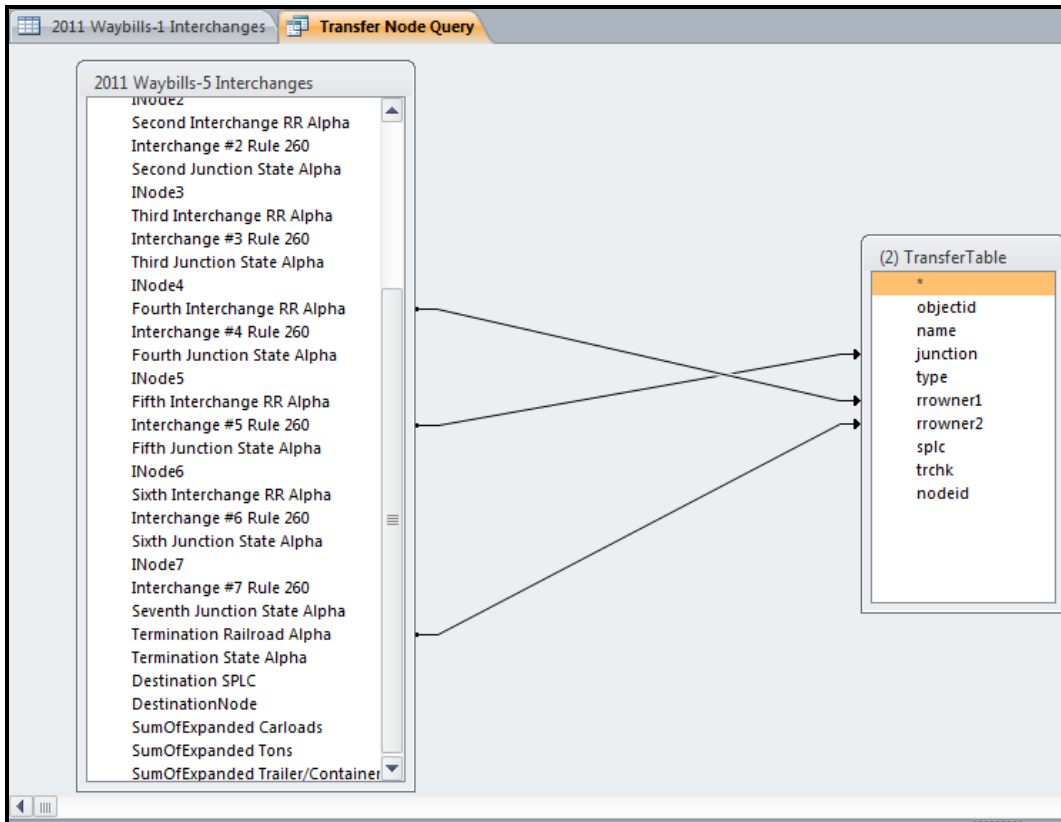 2011 Waybills-1 Interchanges
Transfer Node Query
2011 Waybills-5 Interchanges
INode2
Second Interchange RR Alpha
Interchange #2 Rule 260
Second Junction State Alpha
INode3
Third Interchange RR Alpha
Interchange #3 Rule 260
Third Junction State Alpha
INode4
Fourth Interchange RR Alpha
Interchange #4 Rule 260
Fourth Junction State Alpha
INode5
Fifth Interchange RR Alpha
Interchange #5 Rule 260
Fifth Junction State Alpha
INode6
Sixth Interchange RR Alpha
Interchange #6 Rule 260
Sixth Junction State Alpha
INode7
Interchange #7 Rule 260
Seventh Junction State Alpha
Termination Railroad Alpha
Termination State Alpha
Destination SPLC
DestinationNode
SumOfExpanded Carloads
SumOfExpanded Tons
SumOfExpanded Trailer/Container
(2) TransferTable
*
objectid
name
junction
type
rrowner1
rrowner2
splc
trchk
nodeid